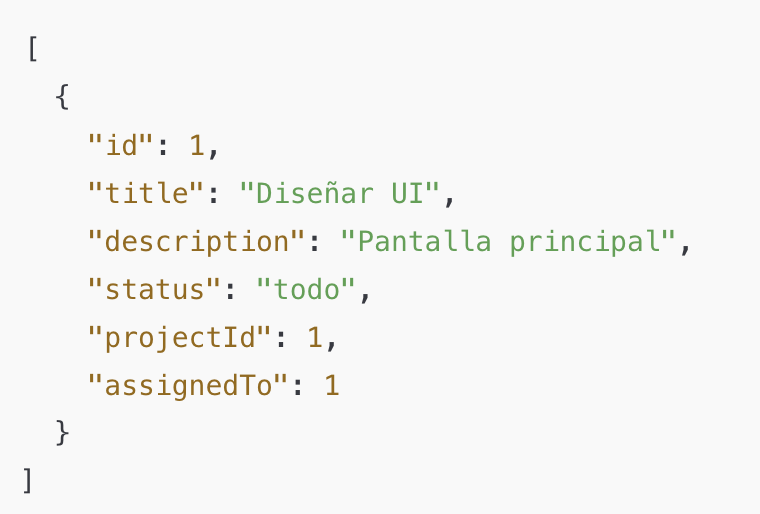 [
  {
    "id": 1,
    "title": "Diseñar UI",
    "description": "Pantalla principal",
    "status": "todo",
    "projectId": 1,
    "assignedTo": 1
  }
]